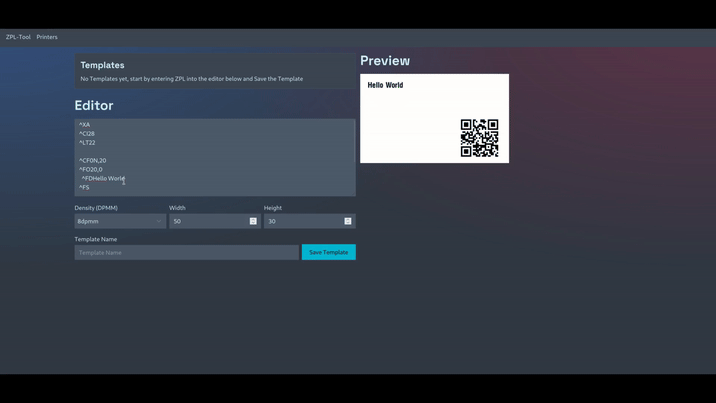 ZPL-Tool Printers
Templates
No Templates yet, start by entering ZPL into the editor below and Save the Template
Editor
^XA
^CI28
^LT22
^CF0N,20
^FO20,0
^FDHello World
^FS
Density (DPMM) Width Height
8dpmm 50 30
Template Name
Template Name Save Template
Preview
Hello World